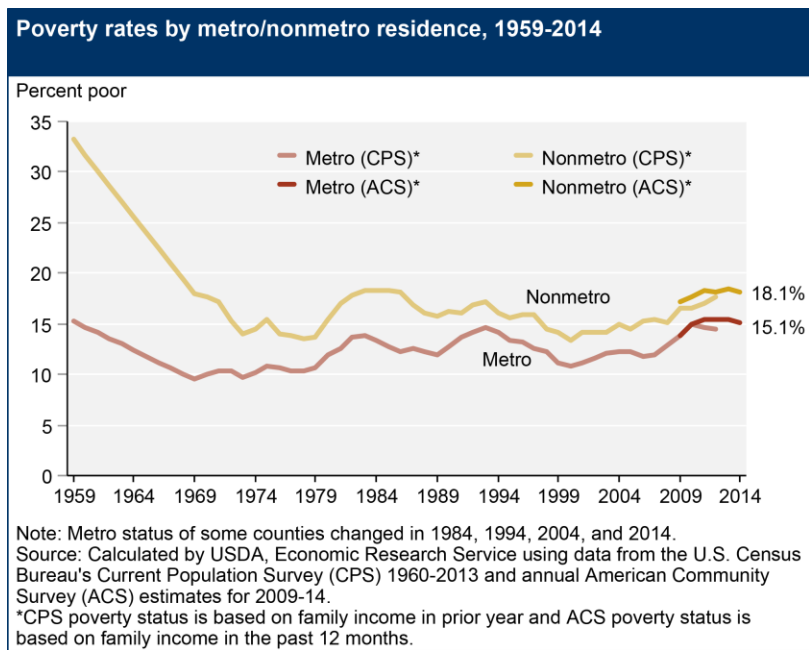 Poverty rates by metro/nonmetro residence, 1959-2014
Percent poor
35
30
25
20
15
10
5
0
Metro (CPS)*
Nonmetro (CPS)*
Metro (ACS)*
Nonmetro (ACS)*
Nonmetro
18.1%
15.1%
Metro
1959 1964 1969 1974 1979 1984 1989 1994 1999 2004 2009 2014
Note: Metro status of some counties changed in 1984, 1994, 2004, and 2014.
Source: Calculated by USDA, Economic Research Service using data from the U.S. Census
Bureau's Current Population Survey (CPS) 1960-2013 and annual American Community
Survey (ACS) estimates for 2009-14.
*CPS poverty status is based on family income in prior year and ACS poverty status is
based on family income in the past 12 months.